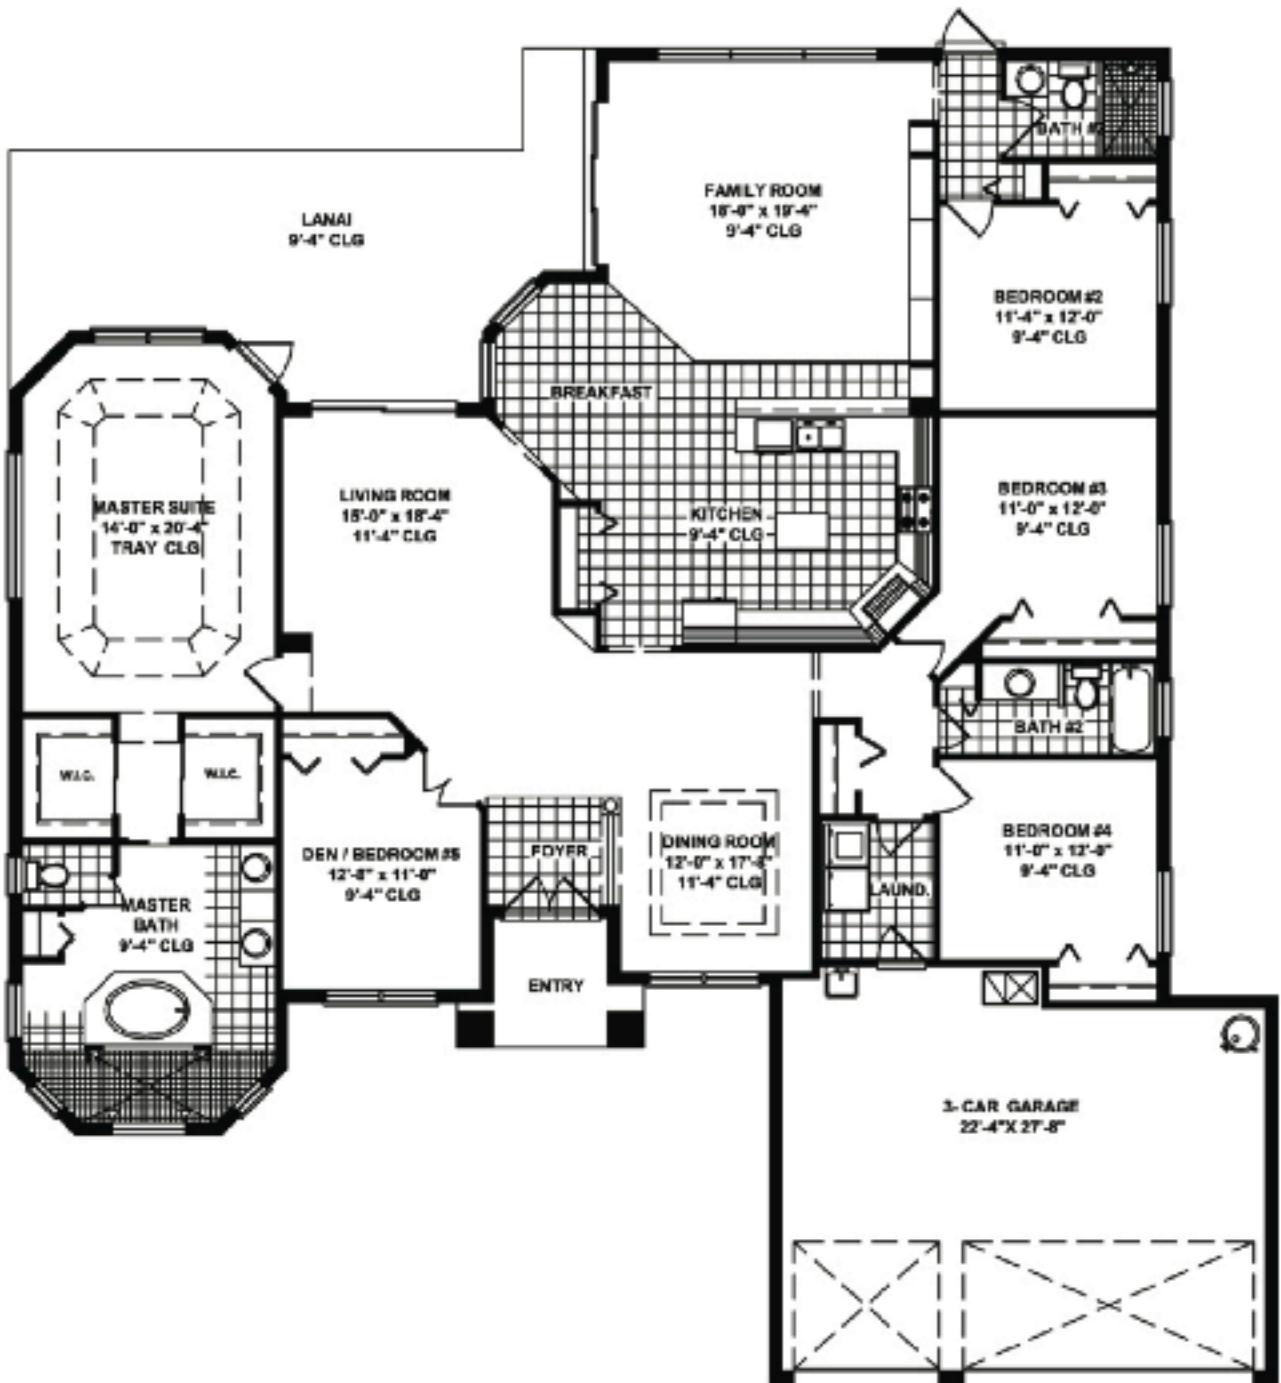 BATH #
FAMILY ROOM
18'-0" x 19'-4"
9'-4" CLG
LANAI
9'-4" CLG
BEDROOM #2
11'-4" x 12'-0"
9'-4" CLG
BREAKFAST
MASTER SUITE
14'-0" x 20'-4"
TRAY CLG
LIVING ROOM
15'-0" x 18'-4"
11'-4" CLG
KITCHEN
9'-4" CLG
BEDROOM #3
11'-0" x 12'-0"
9'-4" CLG
BATH #2
W.I.C.
W.I.C.
DEN / BEDROOM #5
12'-8" x 11'-0"
9'-4" CLG
FOYER
DINING ROOM
12'-0" x 17'-8"
11'-4" CLG
BEDROOM #4
11'-0" x 12'-0"
9'-4" CLG
LAUND.
MASTER
BATH
9'-4" CLG
ENTRY
3- CAR GARAGE
22'-4"X 27'-8"